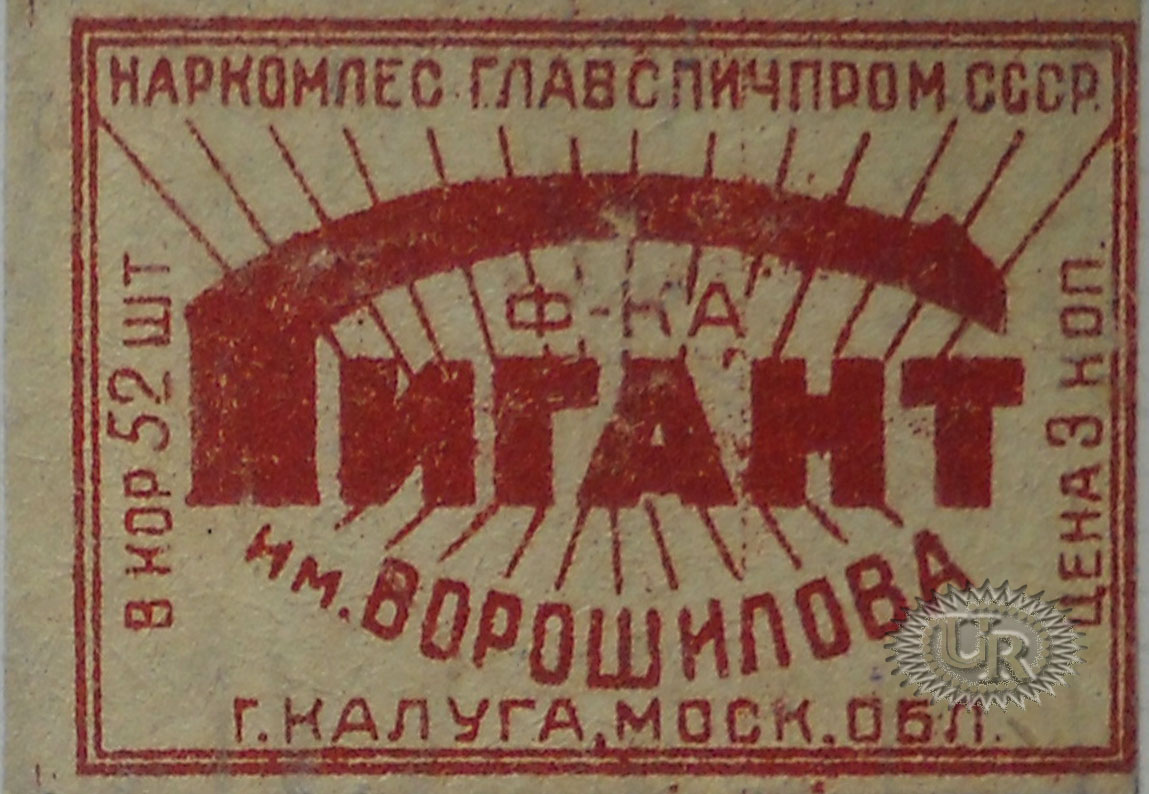 НАРКОМЛЕС ГЛАВСПИЧПРОМ СССР.
В КОР 52 ШТ
Ф-КА
ГИГАНТ
им. ВОРОШИЛОВА
Г. КАЛУГА, МОСК. ОБЛ.
ЦЕНА 3 КОП.
UR